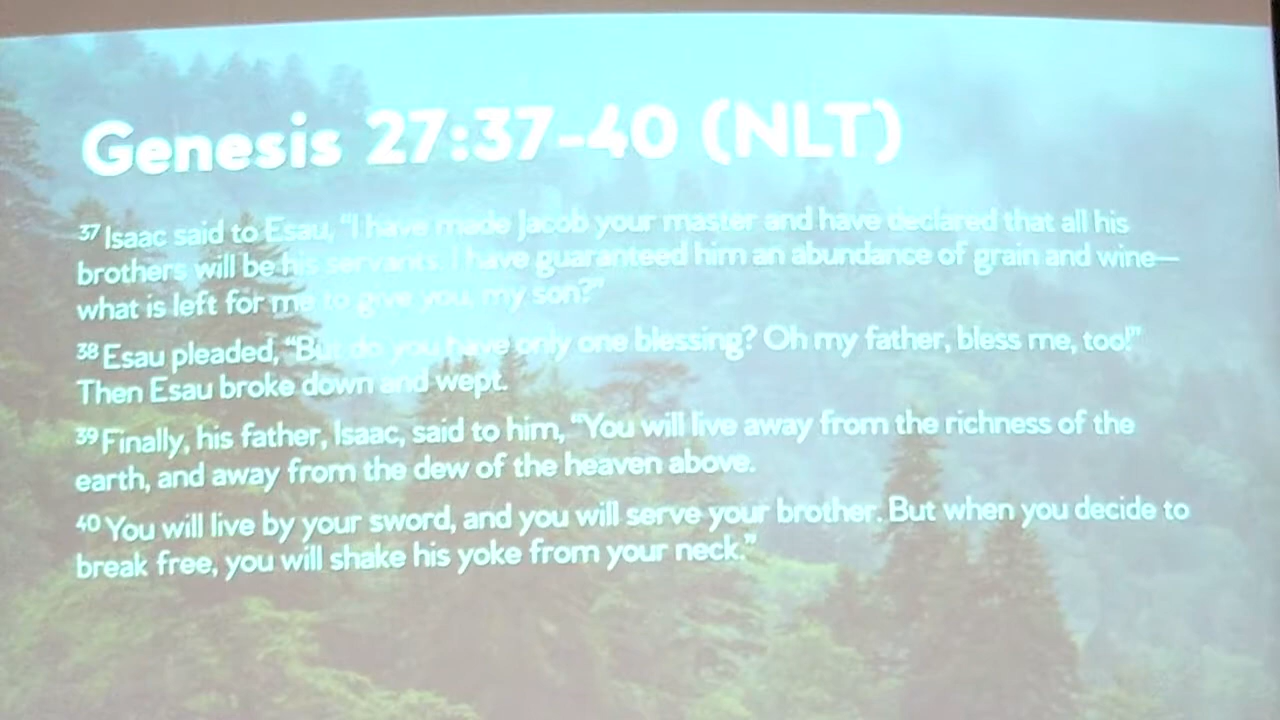 Genesis 27:37-40 (NLT)
37 Isaac said to Esau, “I have made Jacob your master and have declared that all his
brothers will be his servants. I have guaranteed him an abundance of grain and wine—
what is left for me to give you, my son?”
38 Esau pleaded, “But do you have only one blessing? Oh my father, bless me, too!”
Then Esau broke down and wept.
39 Finally, his father, Isaac, said to him, “You will live away from the richness of the
earth, and away from the dew of the heaven above.
40 You will live by your sword, and you will serve your brother. But when you decide to
break free, you will shake his yoke from your neck.”